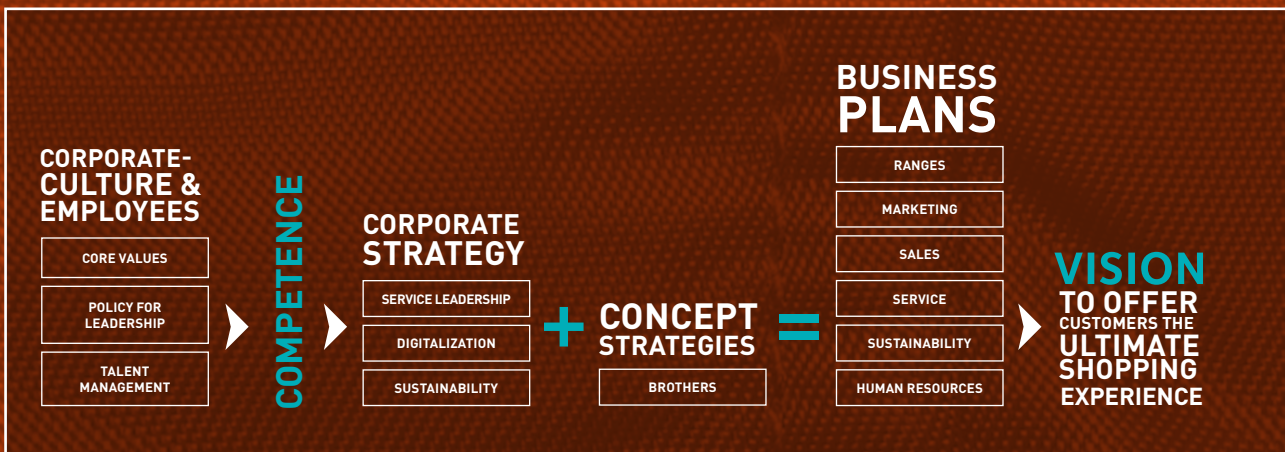 CORPORATE-
CULTURE &
EMPLOYEES
CORE VALUES
POLICY FOR
LEADERSHIP
TALENT
MANAGEMENT
COMPETENCE
CORPORATE
STRATEGY
SERVICE LEADERSHIP
DIGITALIZATION
SUSTAINABILITY
+
CONCEPT
STRATEGIES
BROTHERS
=
BUSINESS
PLANS
RANGES
MARKETING
SALES
SERVICE
SUSTAINABILITY
HUMAN RESOURCES
VISION
TO OFFER
CUSTOMERS THE
ULTIMATE
SHOPPING
EXPERIENCE